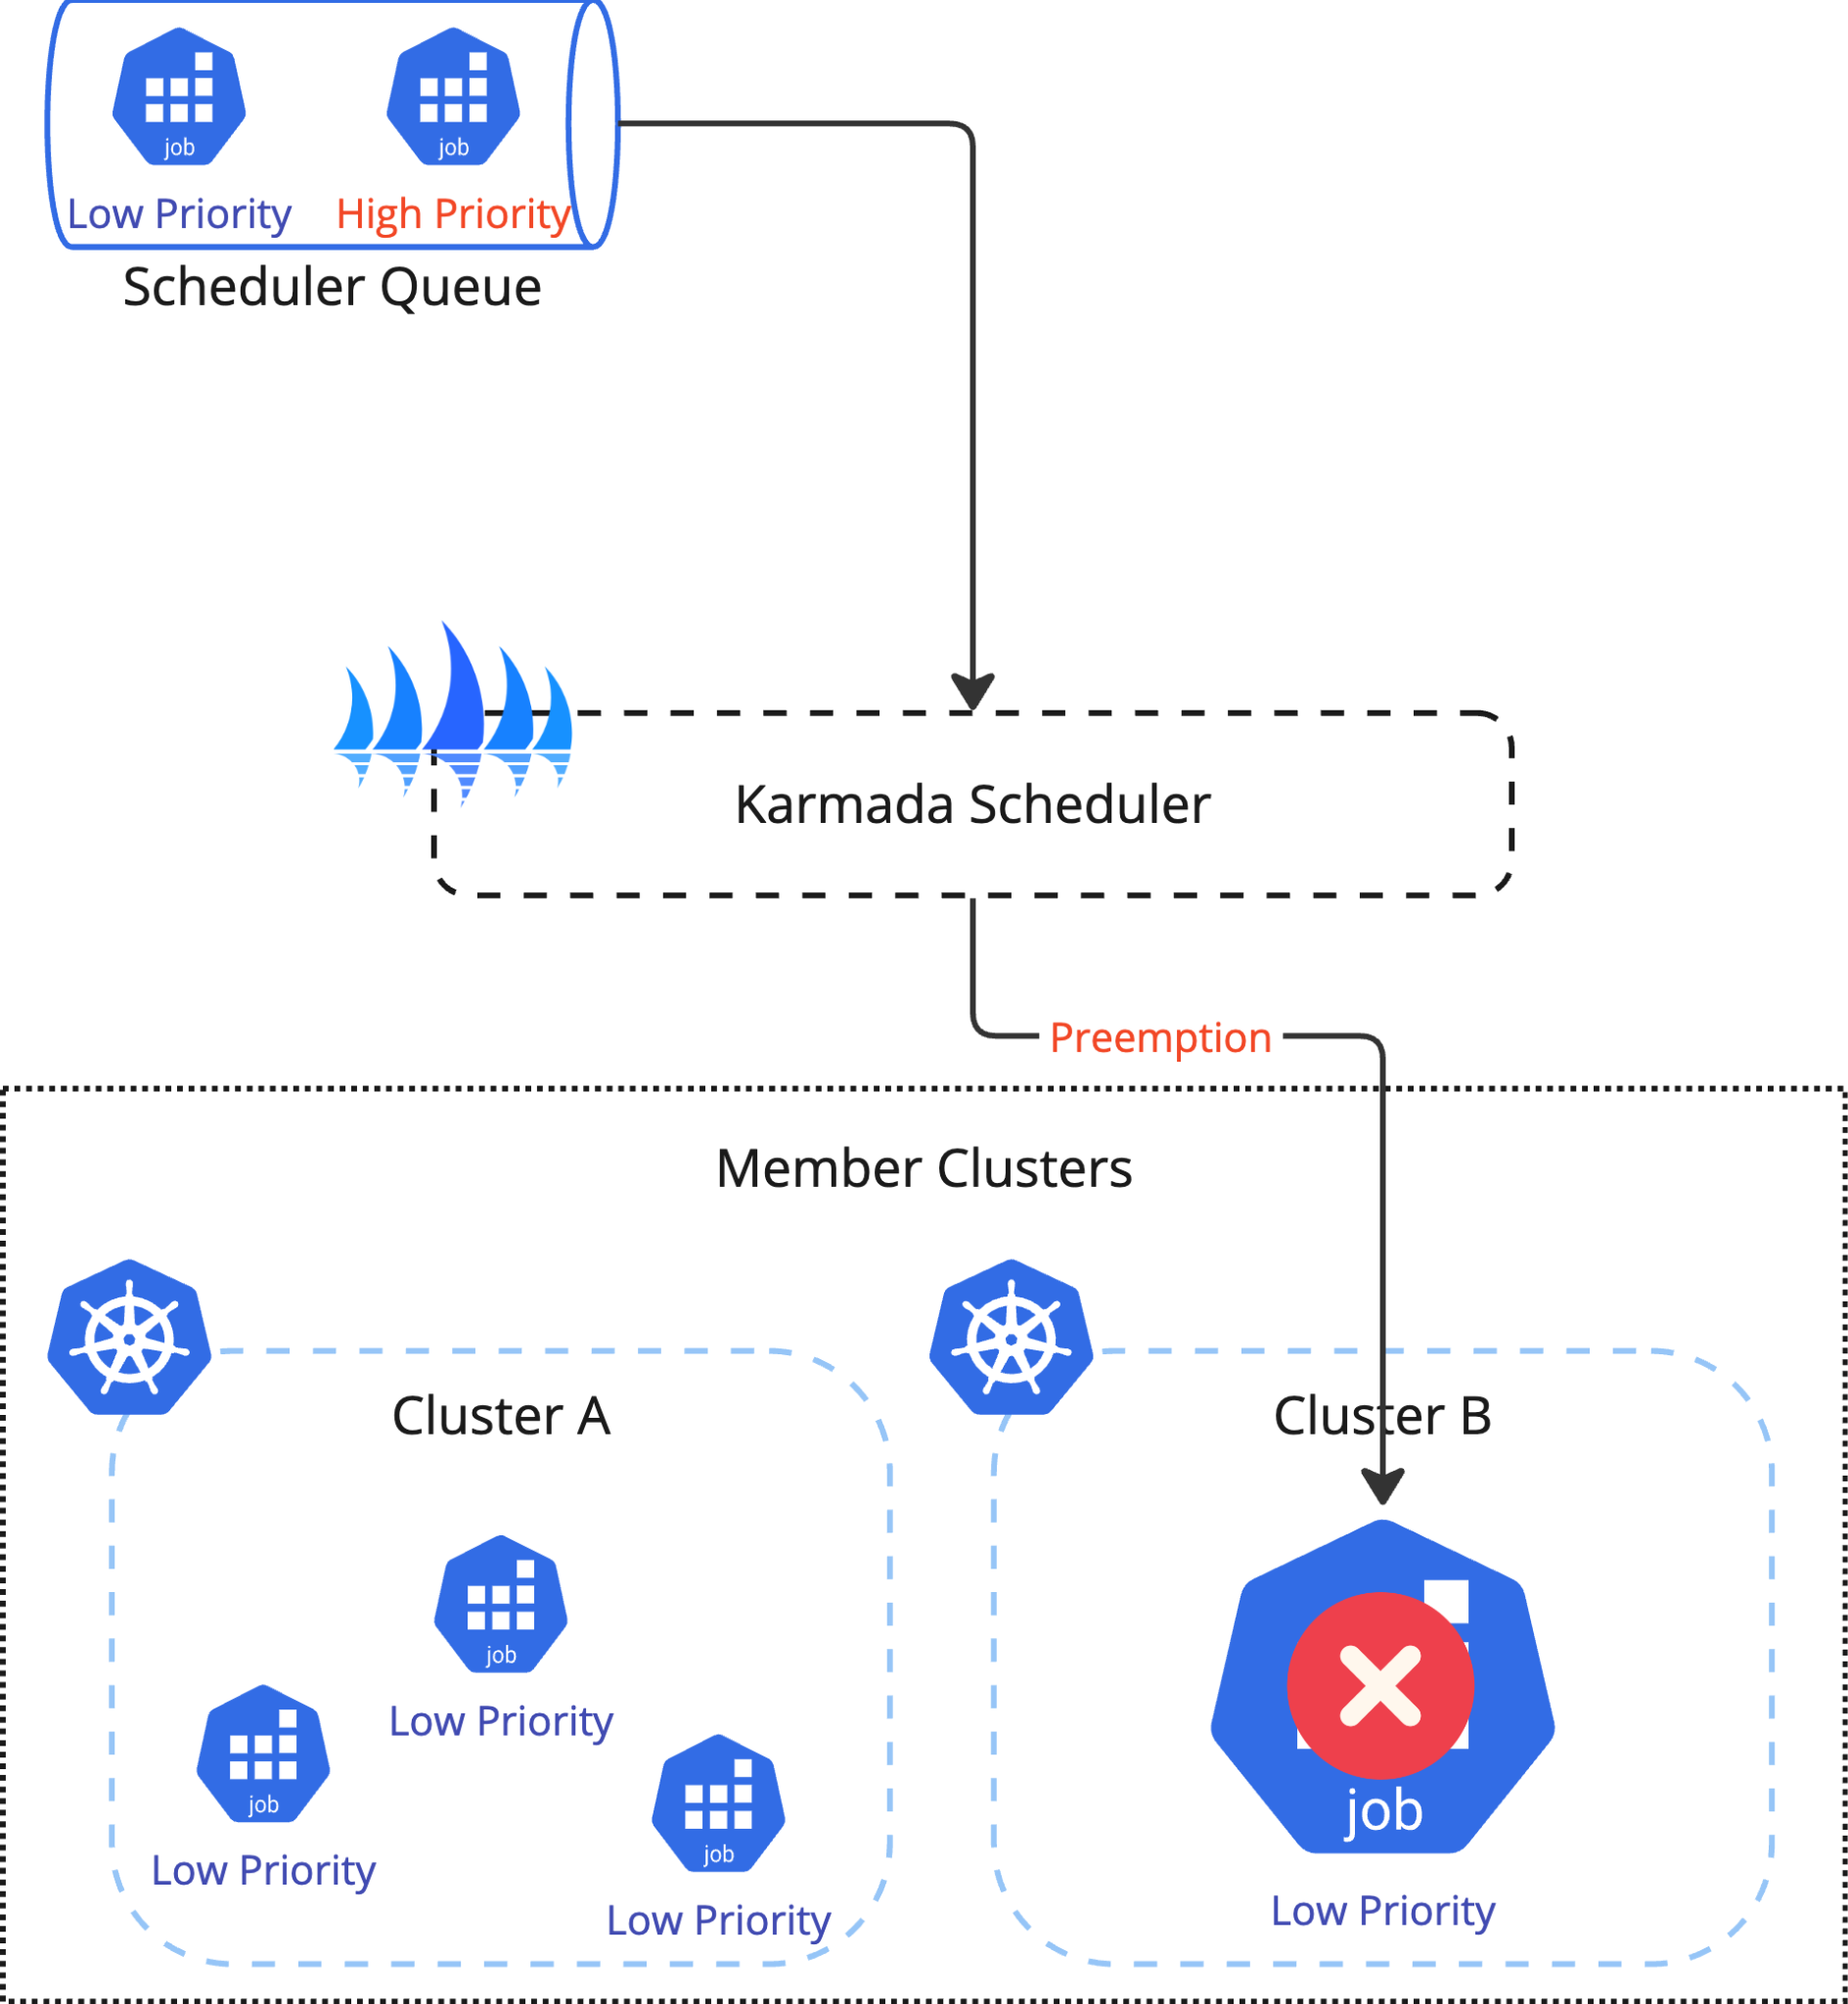 job
job
Low Priority
High Priority
Scheduler Queue
Karmada Scheduler
Preemption
Member Clusters
Cluster A
Cluster B
job
Low Priority
job
Low Priority
job
Low Priority
job
Low Priority